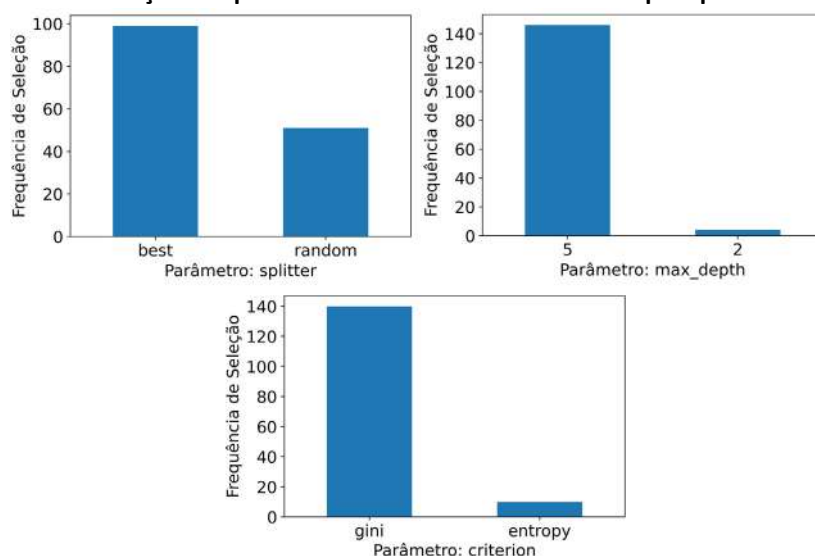 100
80
60
40
20
0
Frequência de Seleção
best random
Parâmetro: splitter
140
120
100
80
60
40
20
0
Frequência de Seleção
5 2
Parâmetro: max_depth
140
120
100
80
60
40
20
0
Frequência de Seleção
gini entropy
Parâmetro: criterion